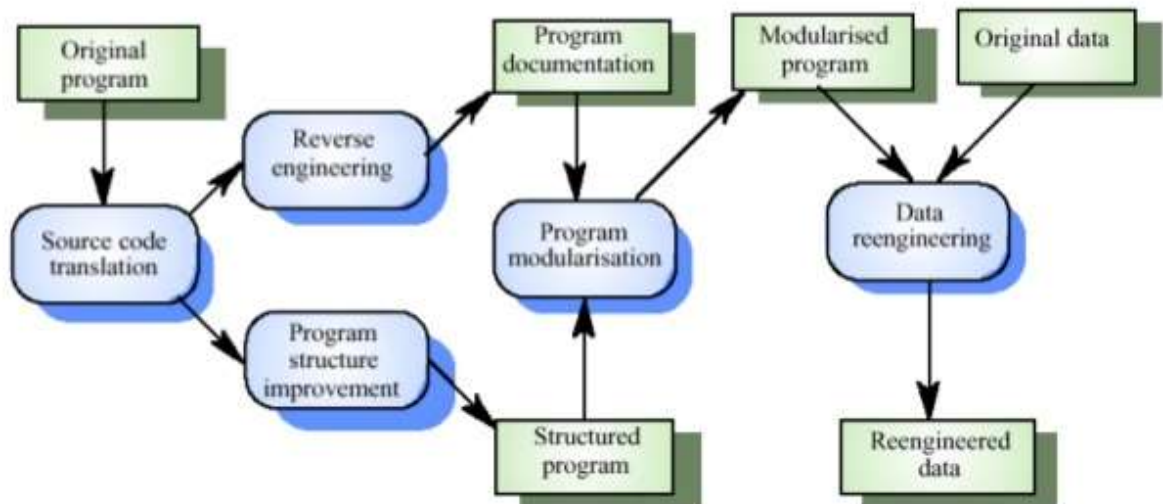 Original
program
Program
documentation
Modularised
program
Original data
Reverse
engineering
Source code
translation
Program
modularisation
Data
reengineering
Program
structure
improvement
Structured
program
Reengineered
data